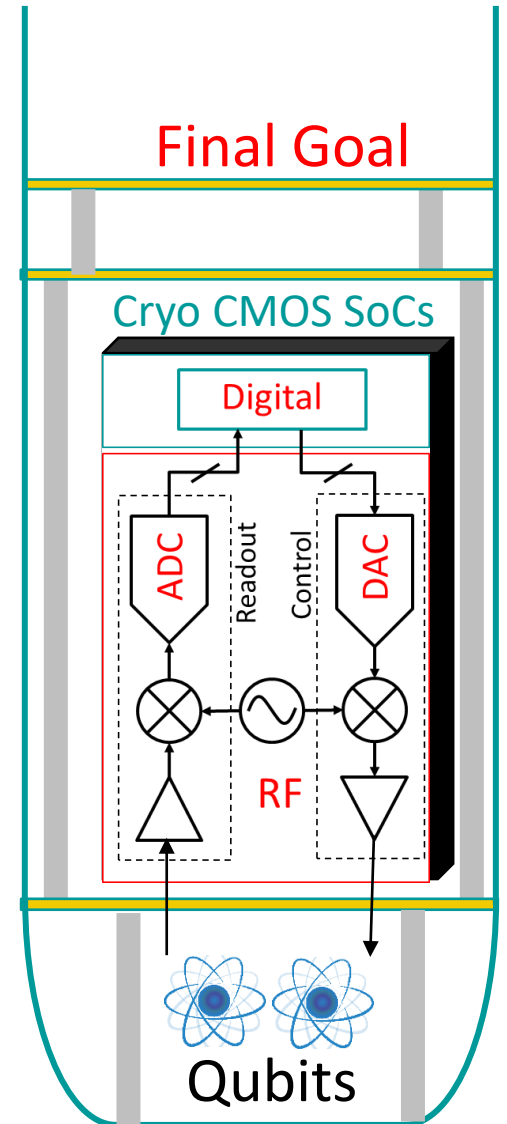 Final Goal
Cryo CMOS SoCs
Digital
ADC
Readout
Control
DAC
RF
Qubits